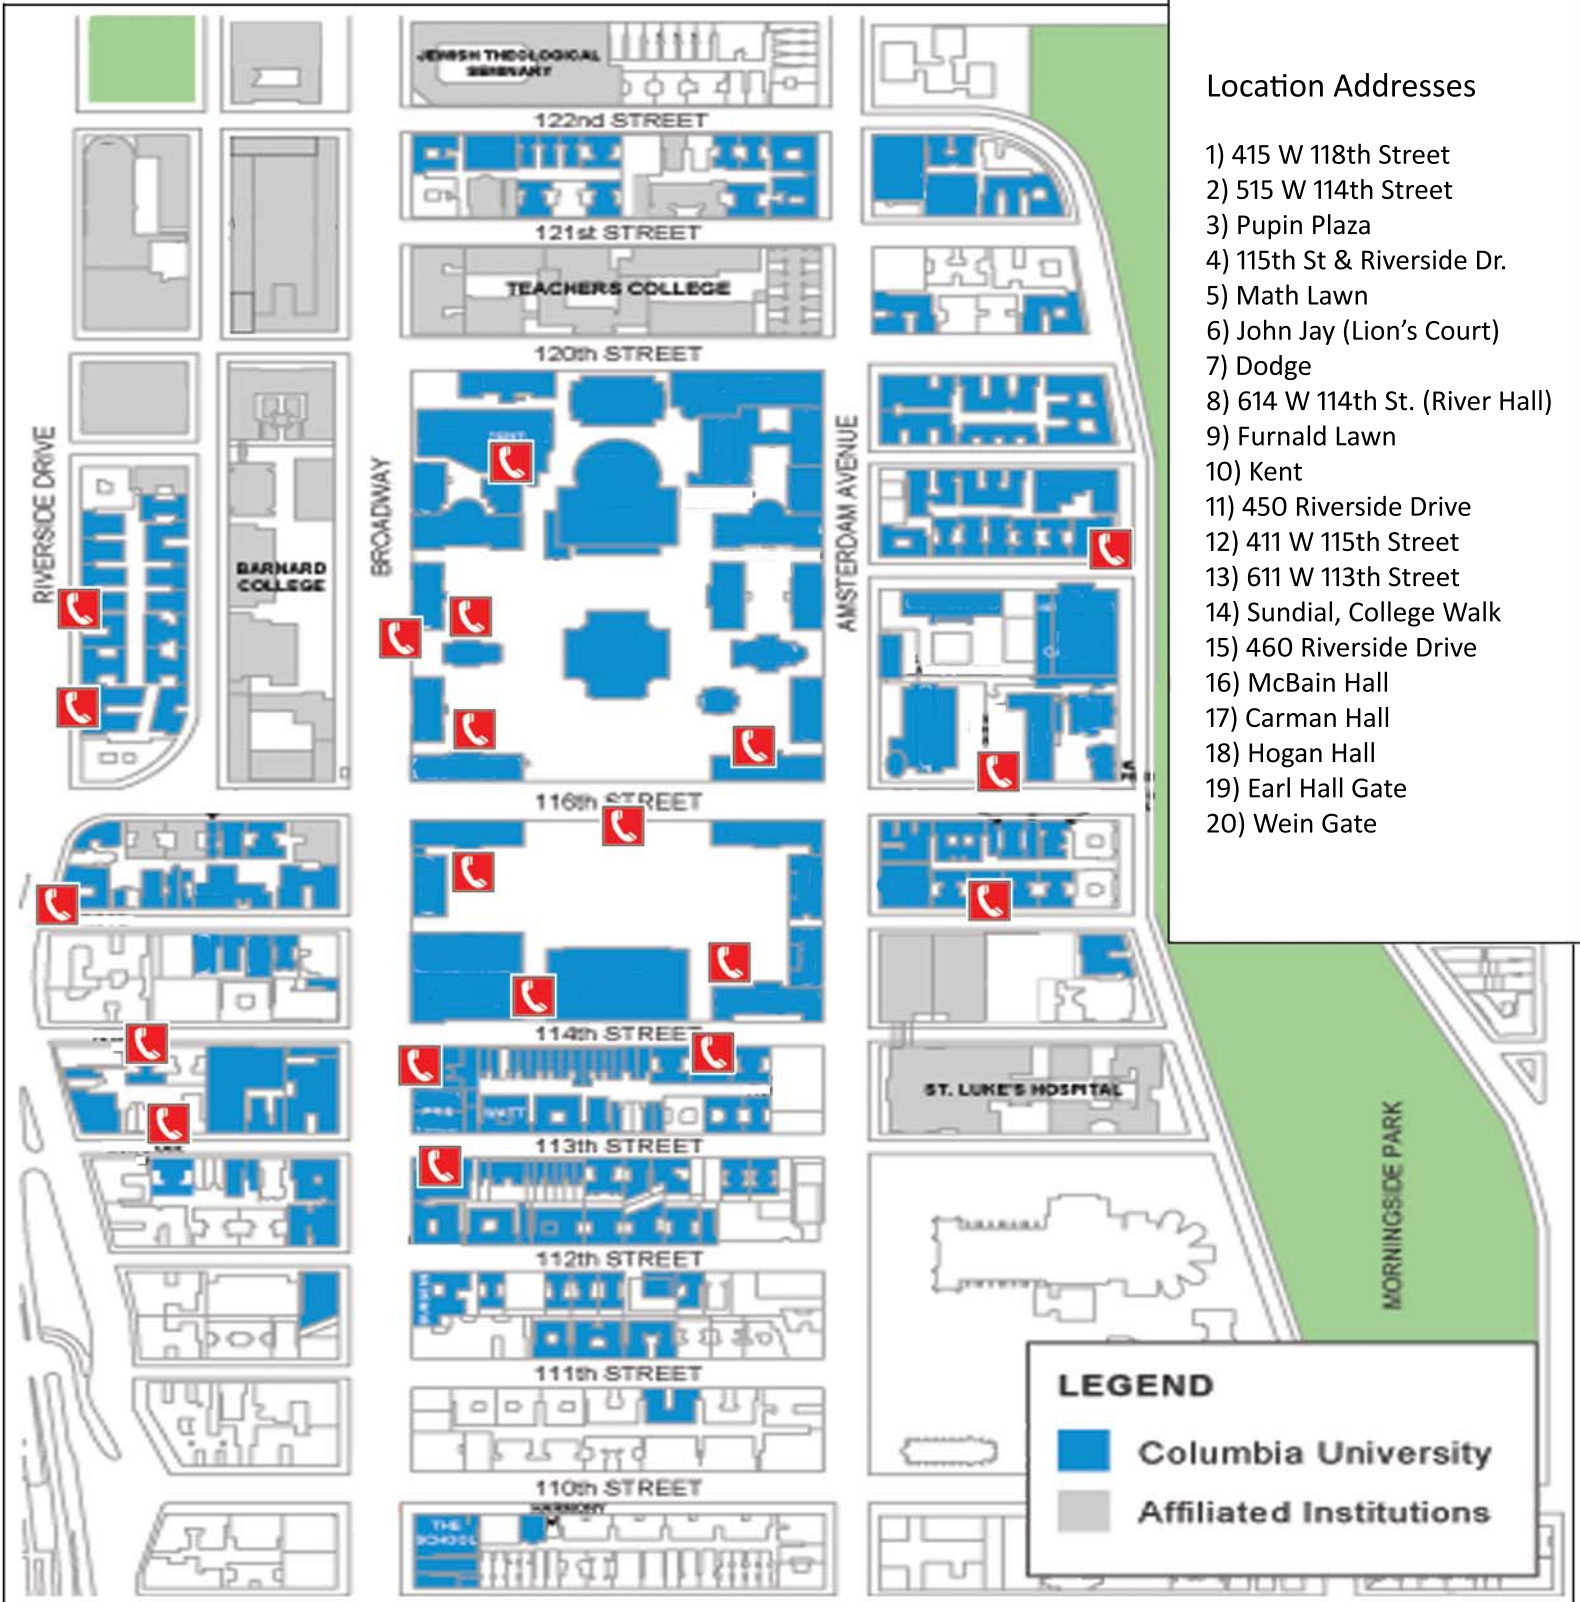 JEWISH THEOLOGICAL
SEMINARY
122nd STREET
121st STREET
TEACHERS COLLEGE
120th STREET
RIVERSIDE DRIVE
BROADWAY
AMSTERDAM AVENUE
BARNARD
COLLEGE
116th STREET
114th STREET
ST. LUKE'S HOSPITAL
WATT
113th STREET
112th STREET
111th STREET
110th STREET
HARMONY
THE
SCHOOL
MORNINGSIDE PARK
Location Addresses
1) 415 W 118th Street
2) 515 W 114th Street
3) Pupin Plaza
4) 115th St & Riverside Dr.
5) Math Lawn
6) John Jay (Lion's Court)
7) Dodge
8) 614 W 114th St. (River Hall)
9) Furnald Lawn
10) Kent
11) 450 Riverside Drive
12) 411 W 115th Street
13) 611 W 113th Street
14) Sundial, College Walk
15) 460 Riverside Drive
16) McBain Hall
17) Carman Hall
18) Hogan Hall
19) Earl Hall Gate
20) Wein Gate
LEGEND
Columbia University
Affiliated Institutions